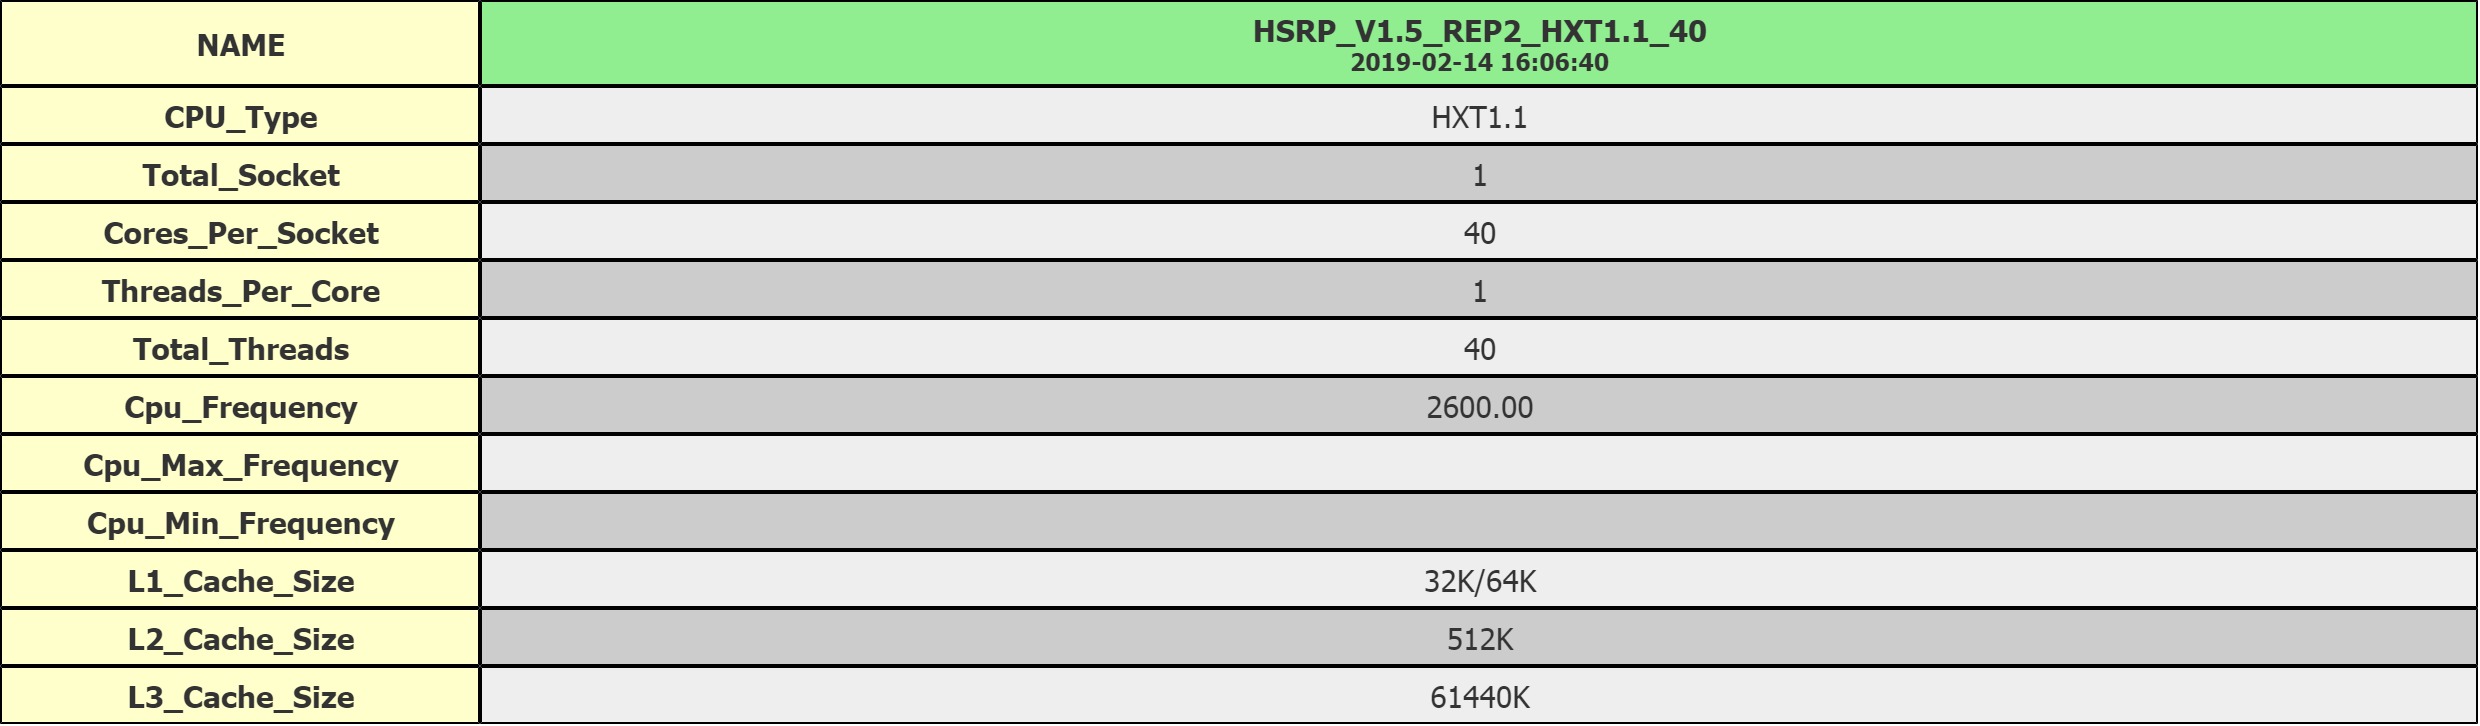 NAME
HSRP_V1.5_REP2_HXT1.1_40
2019-02-14 16:06:40
CPU_Type HXT1.1
Total_Socket 1
Cores_Per_Socket 40
Threads_Per_Core 1
Total_Threads 40
Cpu_Frequency 2600.00
Cpu_Max_Frequency
Cpu_Min_Frequency
L1_Cache_Size 32K/64K
L2_Cache_Size 512K
L3_Cache_Size 61440K